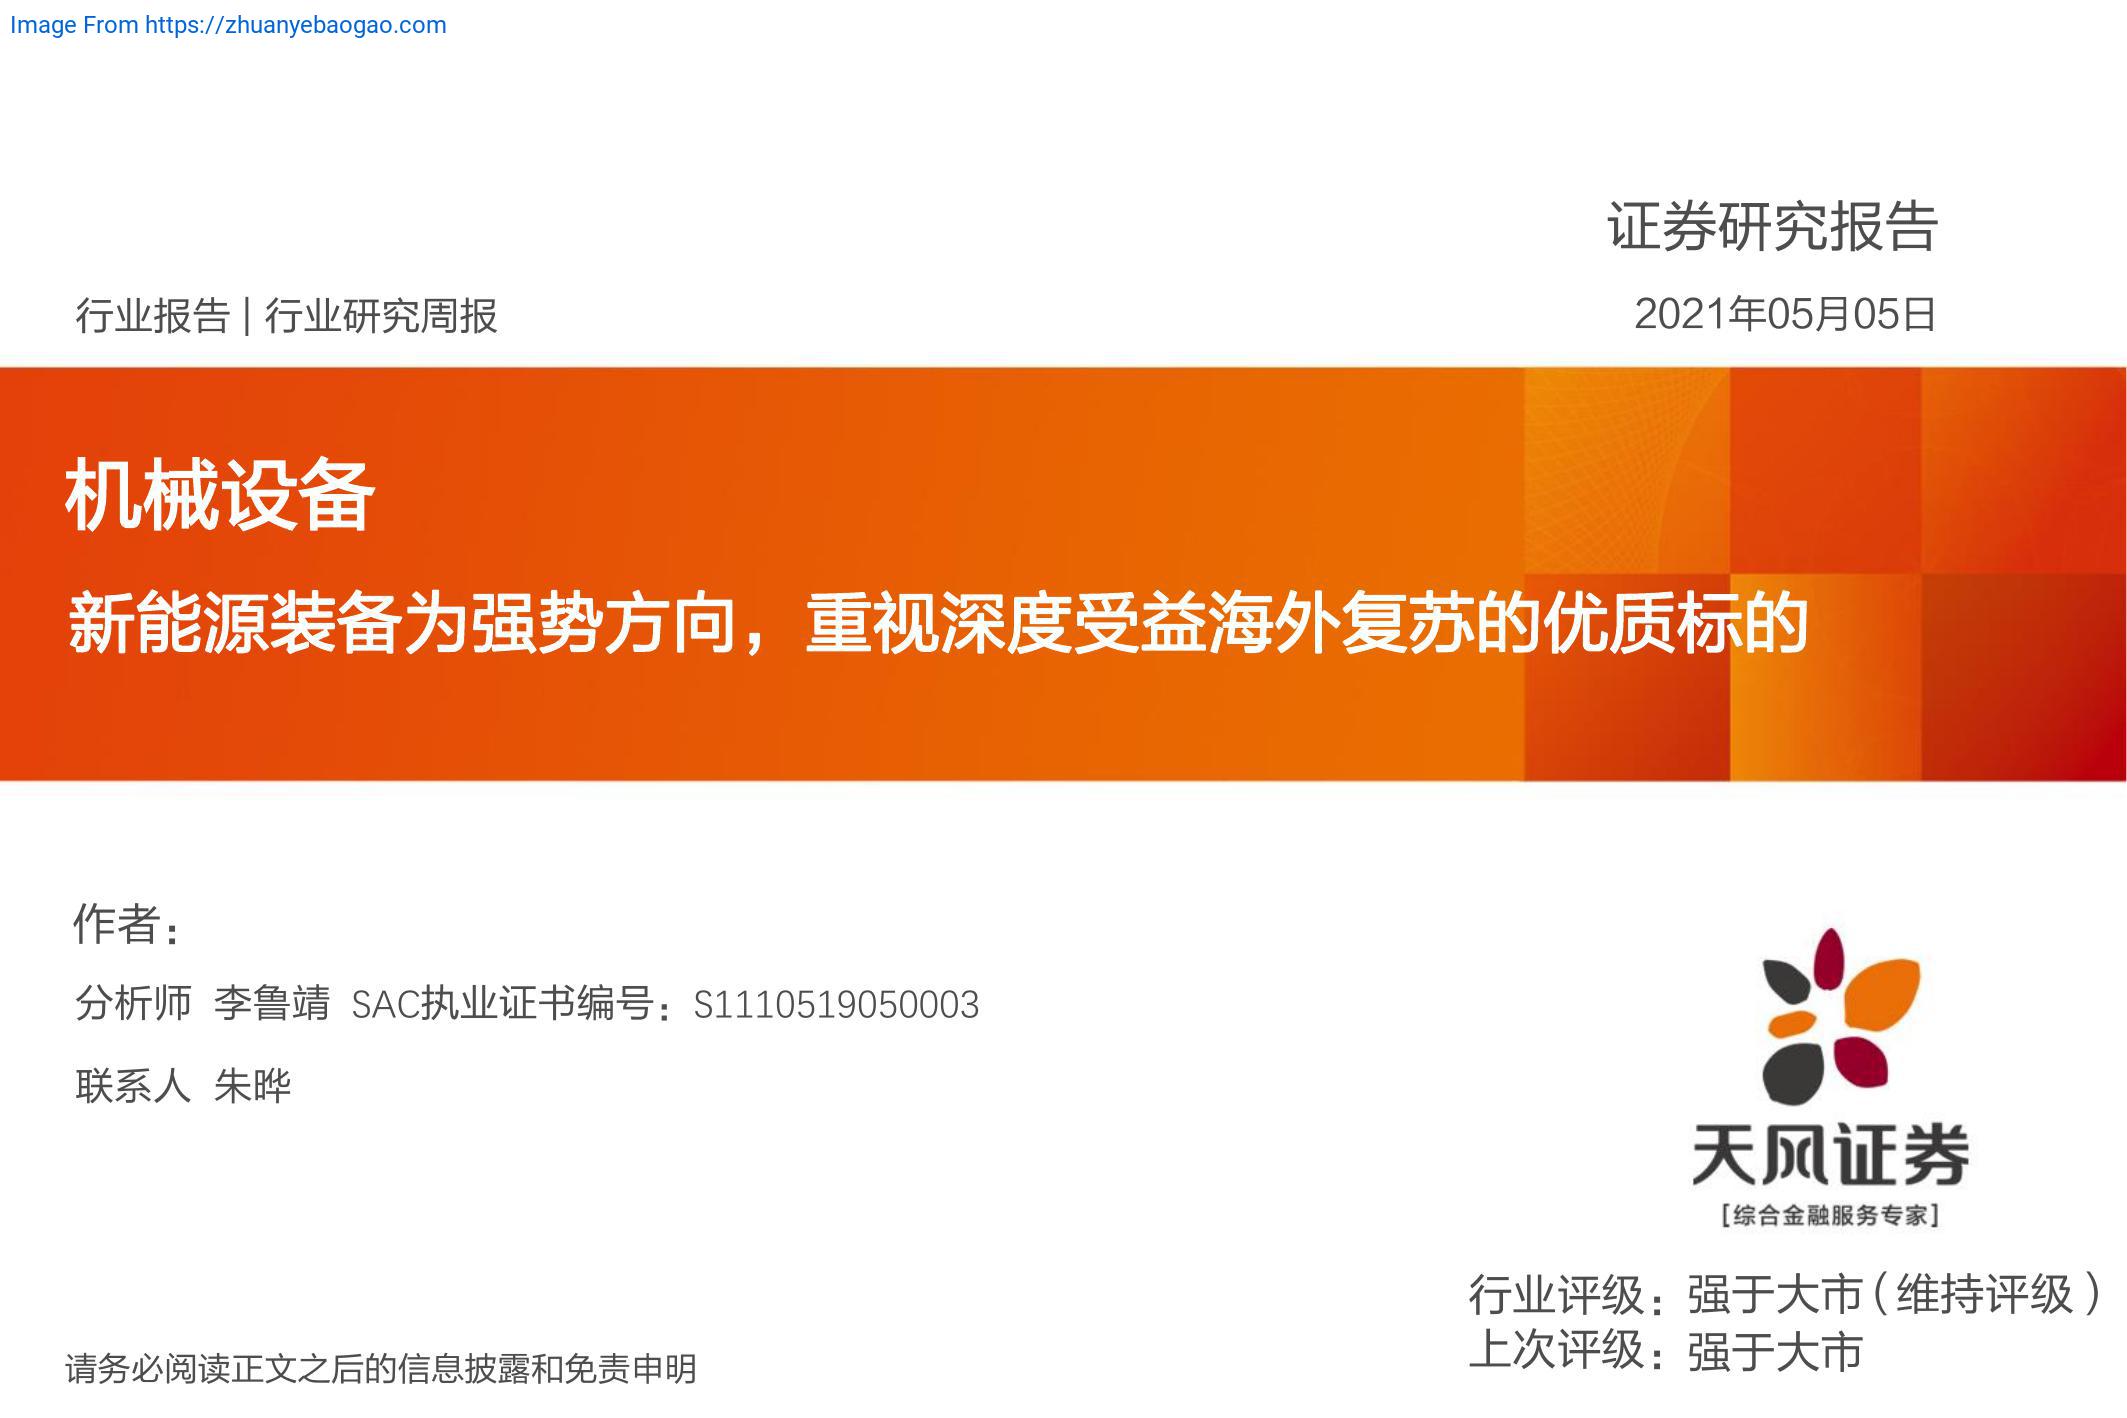 Image From https://zhuanyebaogao.com
证券研究报告
行业报告 | 行业研究周报
2021年05月05日
机械设备
新能源装备为强势方向，重视深度受益海外复苏的优质标的
作者：
分析师 李鲁靖 SAC执业证书编号：S1110519050003
联系人 朱晔
天风证券
[综合金融服务专家]
行业评级：强于大市（维持评级）
上次评级：强于大市
请务必阅读正文之后的信息披露和免责申明